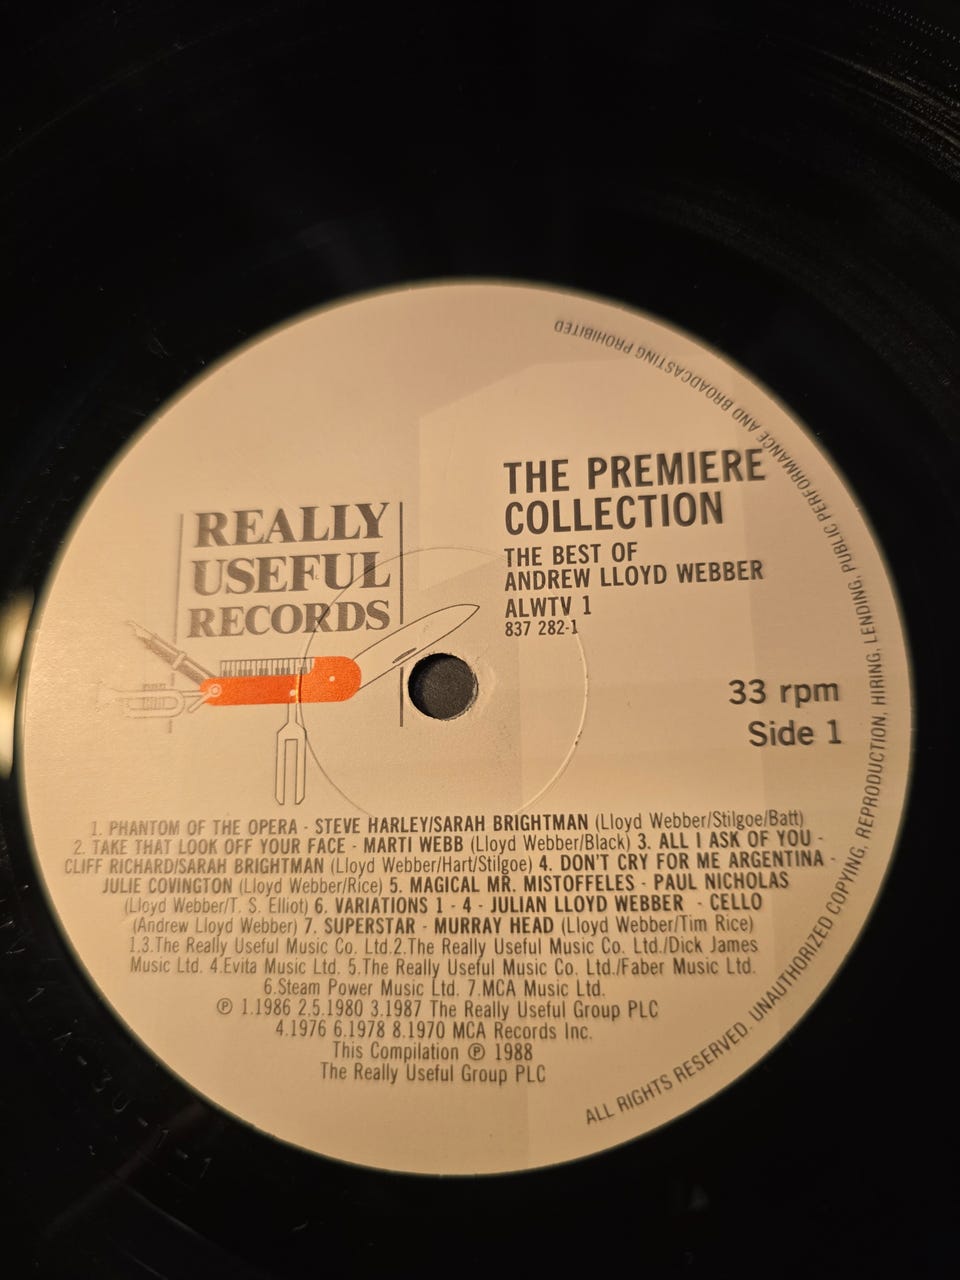 REALLY
USEFUL
RECORDS
THE PREMIERE
COLLECTION
THE BEST OF
ANDREW LLOYD WEBBER
ALWTV 1
837 282-1
33 rpm
Side 1
1. PHANTOM OF THE OPERA - STEVE HARLEY/SARAH BRIGHTMAN (Lloyd Webber/Stilgoe/Batt)
2. TAKE THAT LOOK OFF YOUR FACE - MARTI WEBB (Lloyd Webber/Black) 3. ALL I ASK OF YOU -
CLIFF RICHARD/SARAH BRIGHTMAN (Lloyd Webber/Hart/Stilgoe) 4. DON'T CRY FOR ME ARGENTINA -
JULIE COVINGTON (Lloyd Webber/Rice) 5. MAGICAL MR. MISTOFFELES - PAUL NICHOLAS
(Lloyd Webber/T. S. Elliot) 6. VARIATIONS 1 - 4 - JULIAN LLOYD WEBBER - CELLO
(Andrew Lloyd Webber) 7. SUPERSTAR - MURRAY HEAD (Lloyd Webber/Tim Rice)
1.3.The Really Useful Music Co. Ltd.2.The Really Useful Music Co. Ltd./Dick James
Music Ltd. 4.Evita Music Ltd. 5.The Really Useful Music Co. Ltd./Faber Music Ltd.
6.Steam Power Music Ltd. 7.MCA Music Ltd.
℗ 1.1986 2,5.1980 3.1987 The Really Useful Group PLC
4.1976 6.1978 8.1970 MCA Records Inc.
This Compilation ℗ 1988
The Really Useful Group PLC
ALL RIGHTS RESERVED. UNAUTHORIZED COPYING, REPRODUCTION, HIRING, LENDING, PUBLIC PERFORMANCE AND BROADCASTING PROHIBITED